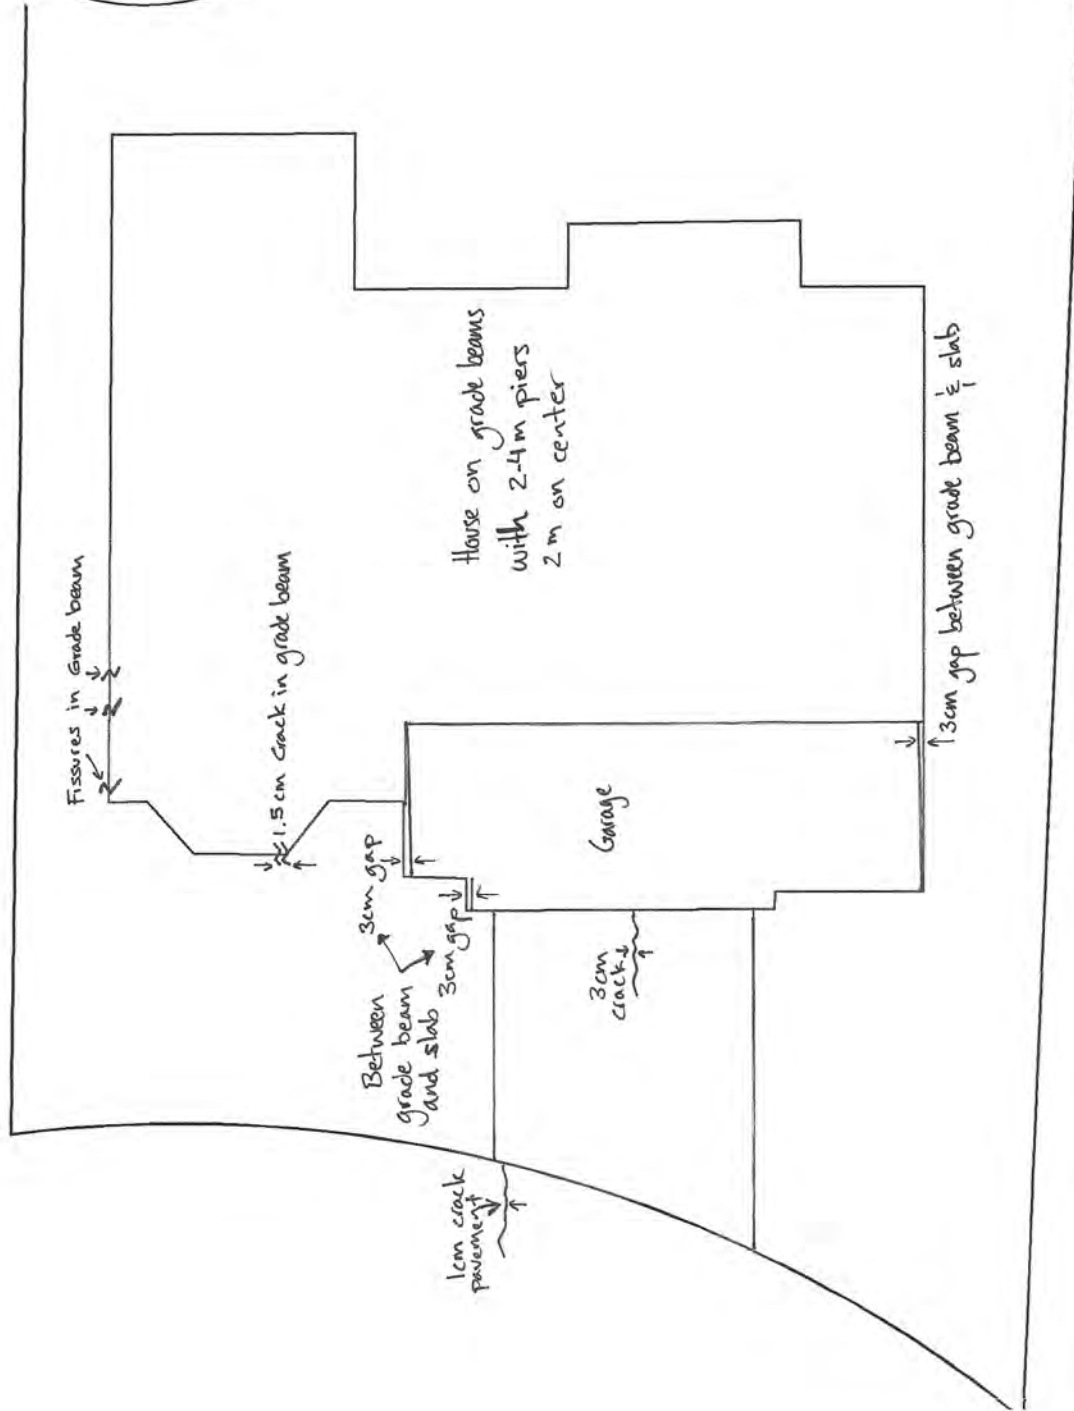 Fissures in Grade beam
1.5 cm Crack in grade beam
House on grade beams
with 2-4m piers
2 m on center
3cm gap
3cm gap
Between
grade beam
and slab
Garage
3cm
crack
1cm crack
pavement
3cm gap between grade beam & slab